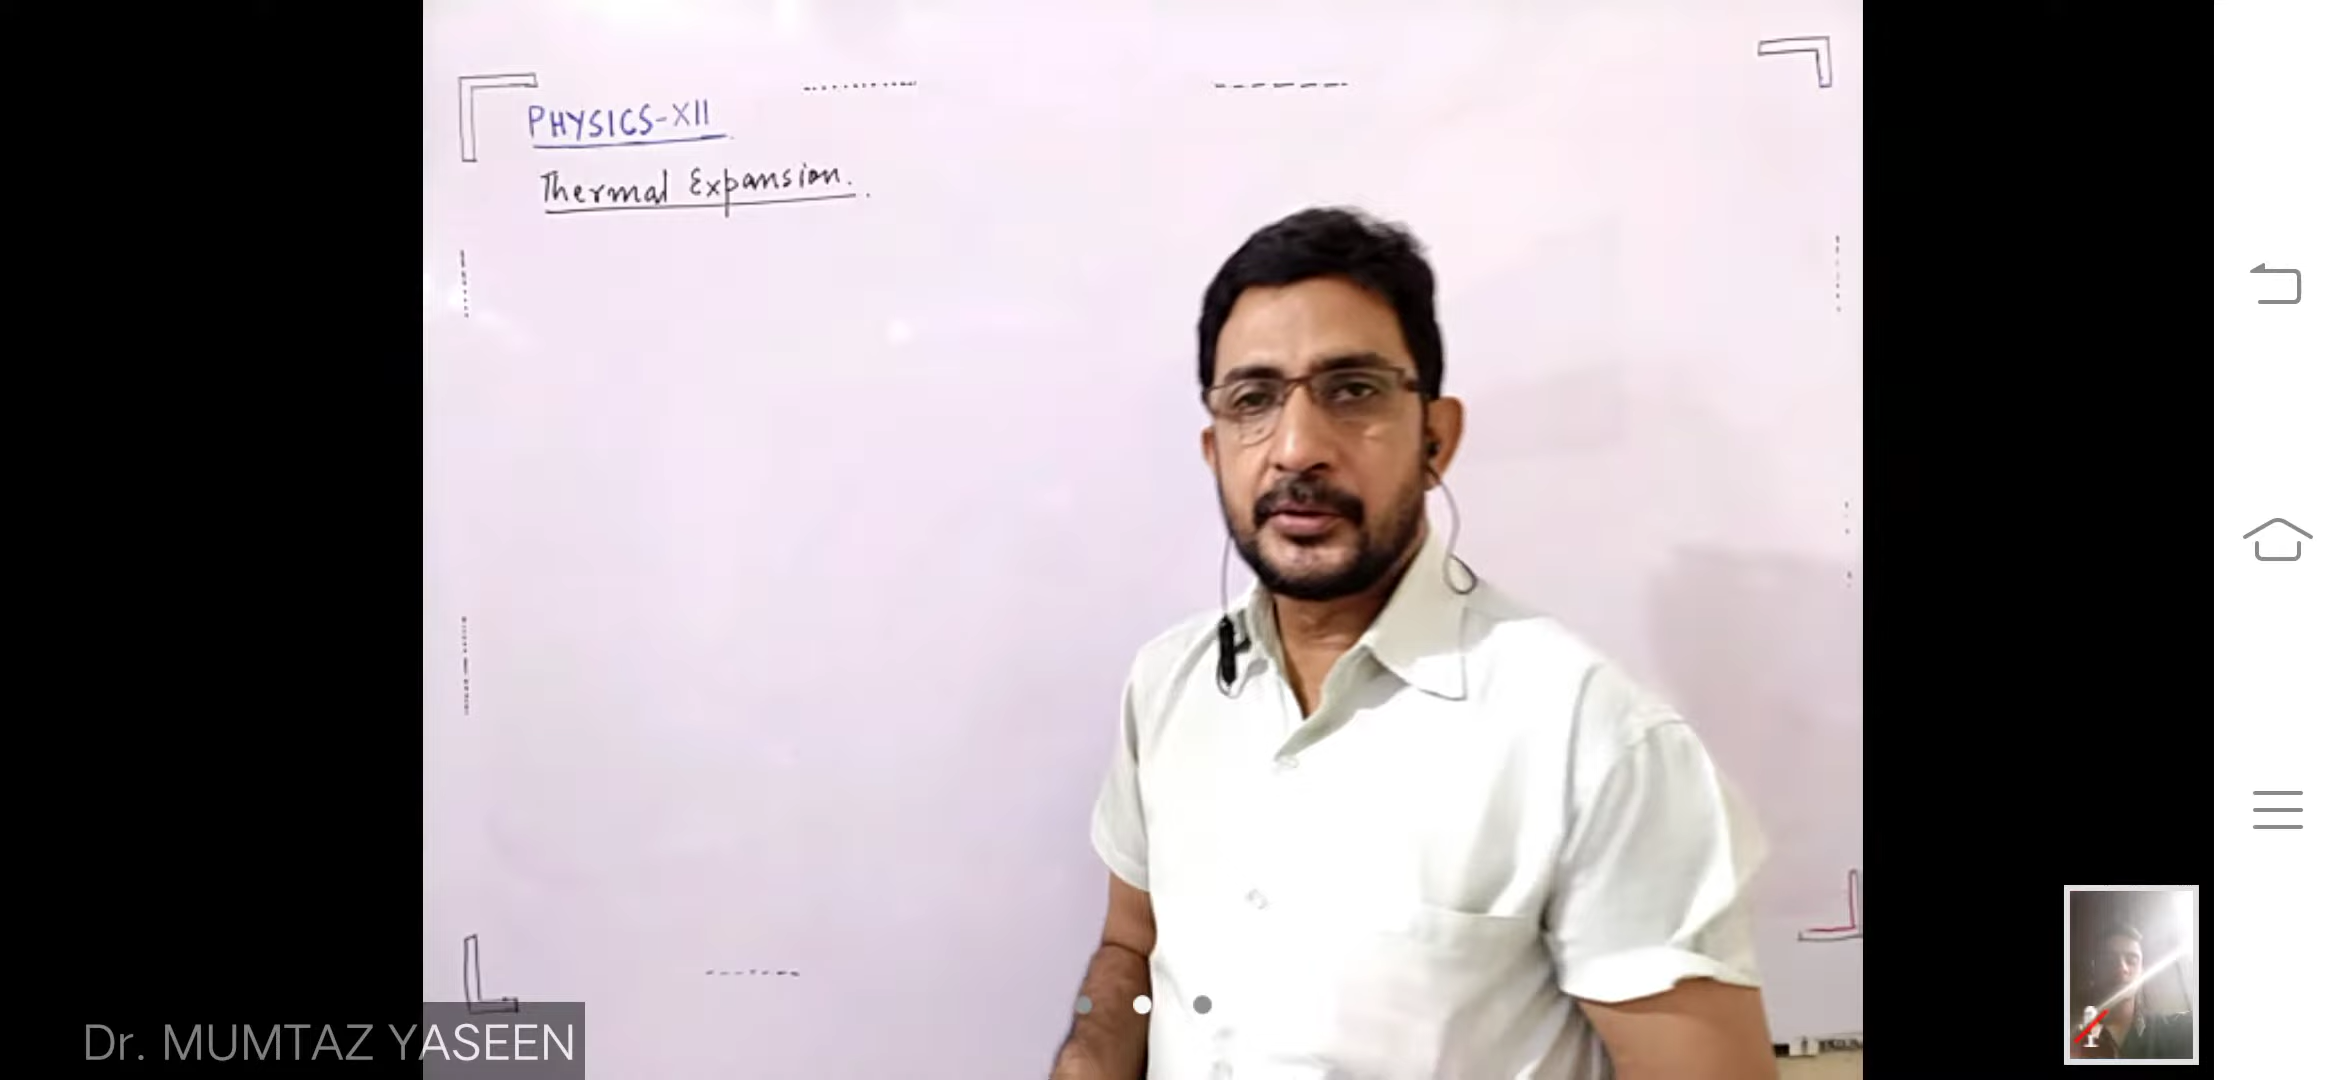 PHYSICS-XII
Thermal Expansion.
Dr. MUMTAZ YASEEN